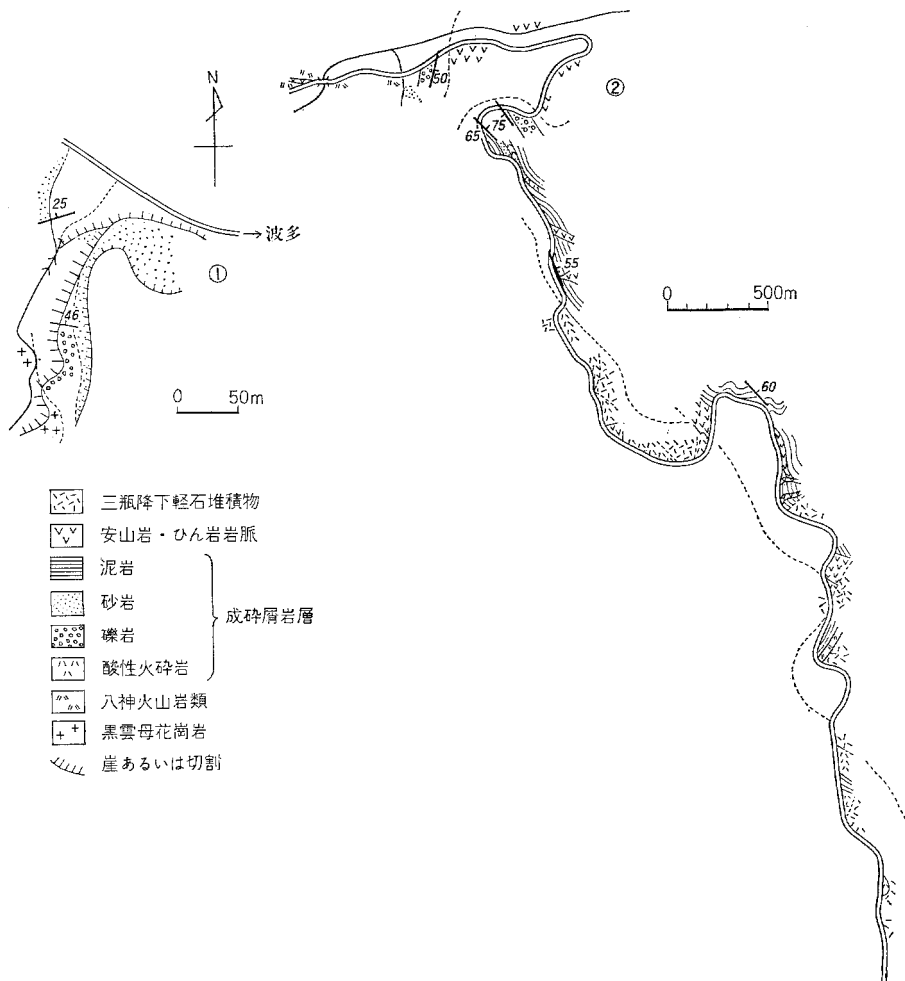 50
②
N
75
65
25
→波多
①
55
0 500m
46
60
0 50m
三瓶降下軽石堆積物
安山岩・ひん岩岩脈
泥岩
砂岩
成砕屑岩層
礫岩
酸性火砕岩
八神火山岩類
黒雲母花崗岩
崖あるいは切割